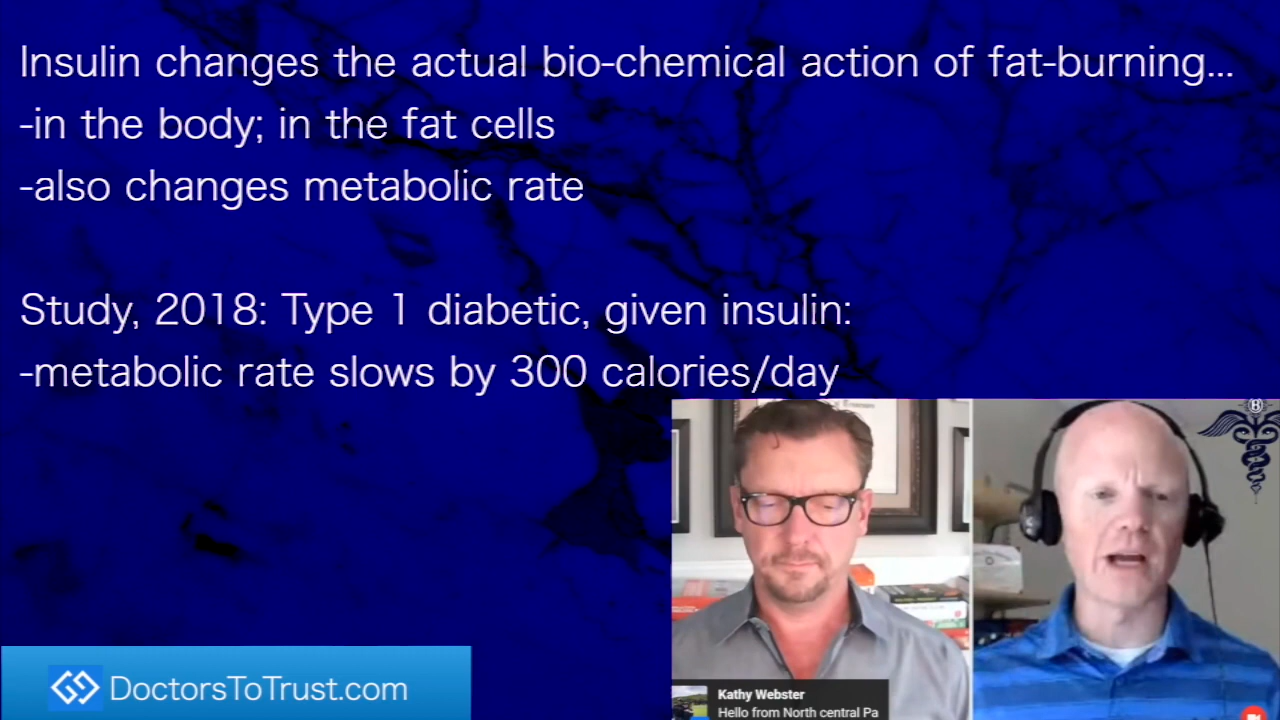 Insulin changes the actual bio-chemical action of fat-burning...
-in the body; in the fat cells
-also changes metabolic rate
Study, 2018: Type 1 diabetic, given insulin:
-metabolic rate slows by 300 calories/day
DoctorsToTrust.com
Kathy Webster
Hello from North central Pa
B